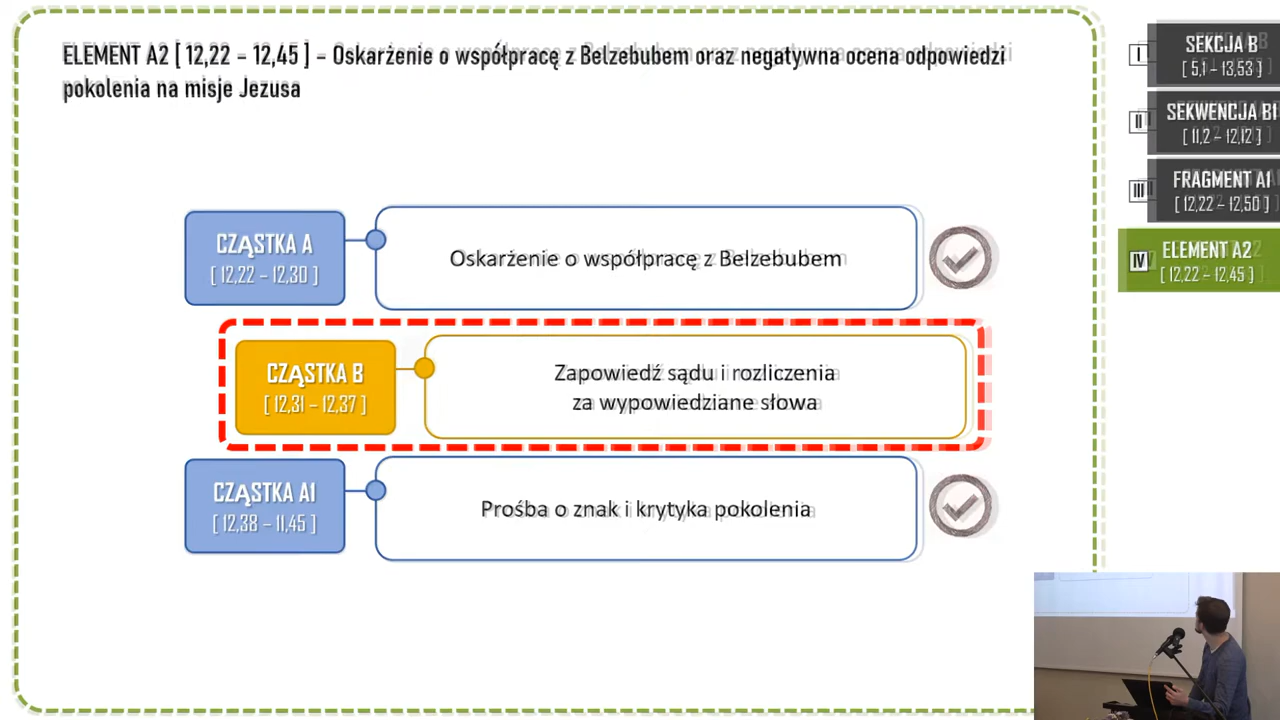 ELEMENT A2 [ 12,22 – 12,45 ] – Oskarżenie o współpracę z Belzebubem oraz negatywna ocena odpowiedzi
pokolenia na misje Jezusa
CZĄSTKA A
[ 12,22 – 12,30 ]
Oskarżenie o współpracę z Belzebubem
CZĄSTKA B
[ 12,31 – 12,37 ]
Zapowiedź sądu i rozliczenia
za wypowiedziane słowa
CZĄSTKA A1
[ 12,38 – 11,45 ]
Prośba o znak i krytyka pokolenia
I
SEKCJA B
[ 5,1 – 13,53 ]
II
SEKWENCJA B1
[ 11,2 – 12,12 ]
III
FRAGMENT A1
[ 12,22 – 12,50 ]
IV
ELEMENT A2
[ 12,22 – 12,45 ]